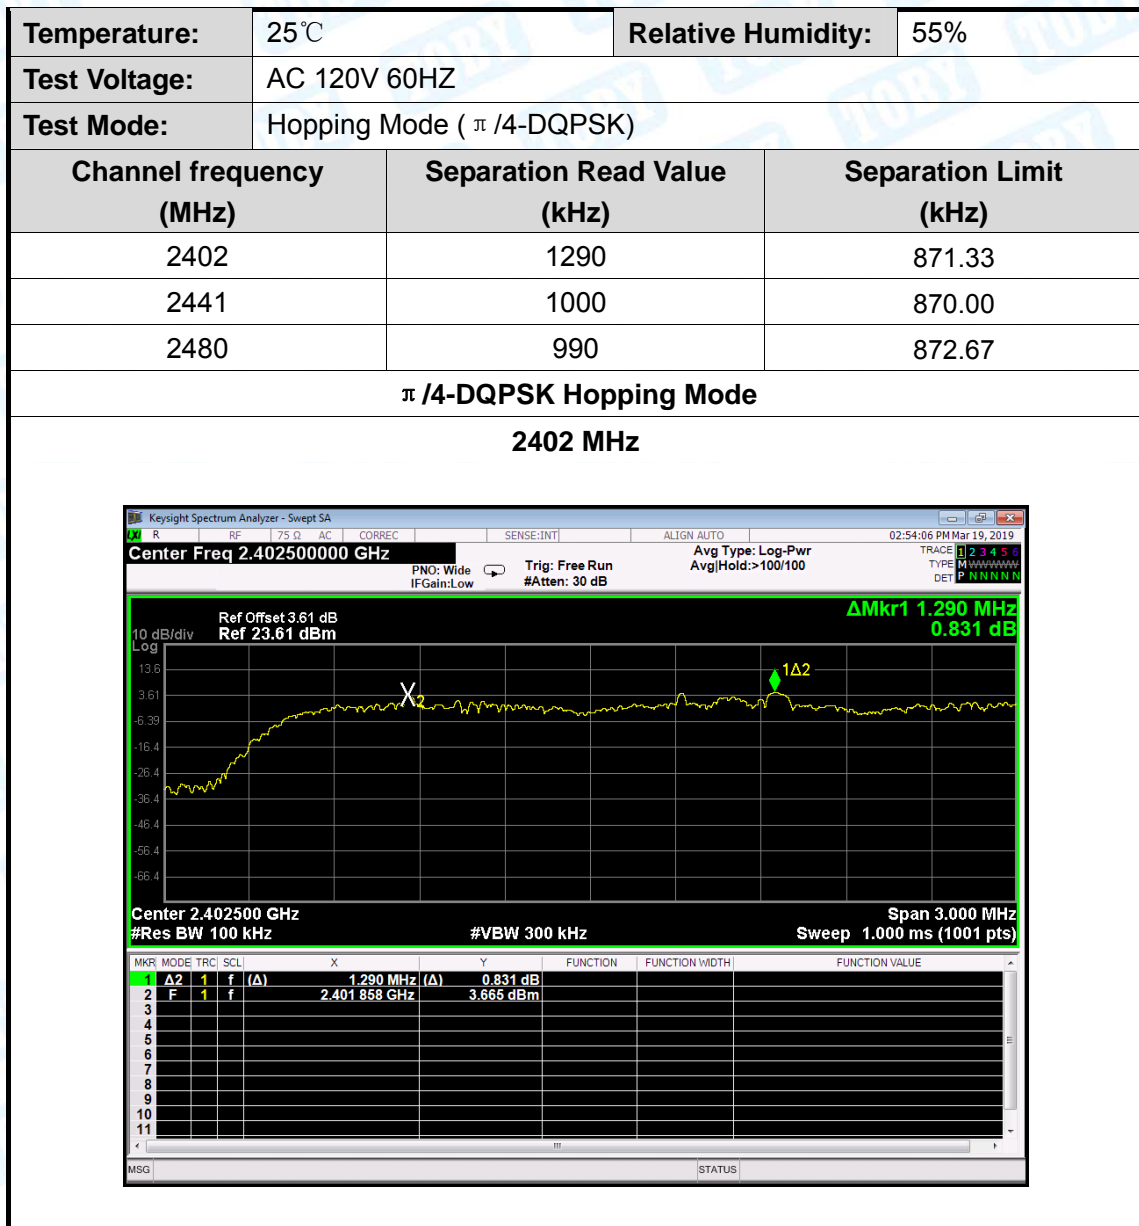 Temperature: 25℃ Relative Humidity: 55%
Test Voltage: AC 120V 60HZ
Test Mode: Hopping Mode ( π /4-DQPSK)
Channel frequency (MHz) Separation Read Value (kHz) Separation Limit (kHz)
2402 1290 871.33
2441 1000 870.00
2480 990 872.67
π /4-DQPSK Hopping Mode
2402 MHz
Keysight Spectrum Analyzer - Swept SA
LXI R RF 75 Ω AC CORREC SENSE:INT ALIGN AUTO 02:54:06 PM Mar 19, 2019
Center Freq 2.402500000 GHz
PNO: Wide
IFGain:Low
Trig: Free Run
#Atten: 30 dB
Avg Type: Log-Pwr
Avg|Hold:>100/100
TRACE 1 2 3 4 5 6
TYPE M WWWWW
DET P N N N N N
ΔMkr1 1.290 MHz
0.831 dB
Ref Offset 3.61 dB
10 dB/div Ref 23.61 dBm
Log
13.6
3.61
-6.39
-16.4
-26.4
-36.4
-46.4
-56.4
-66.4
X2
1Δ2
Center 2.402500 GHz Span 3.000 MHz
#Res BW 100 kHz #VBW 300 kHz Sweep 1.000 ms (1001 pts)
MKR MODE TRC SCL X Y FUNCTION FUNCTION WIDTH FUNCTION VALUE
1 Δ2 1 f (Δ) 1.290 MHz (Δ) 0.831 dB
2 F 1 f 2.401 858 GHz 3.665 dBm
3
4
5
6
7
8
9
10
11
MSG STATUS
TOBY